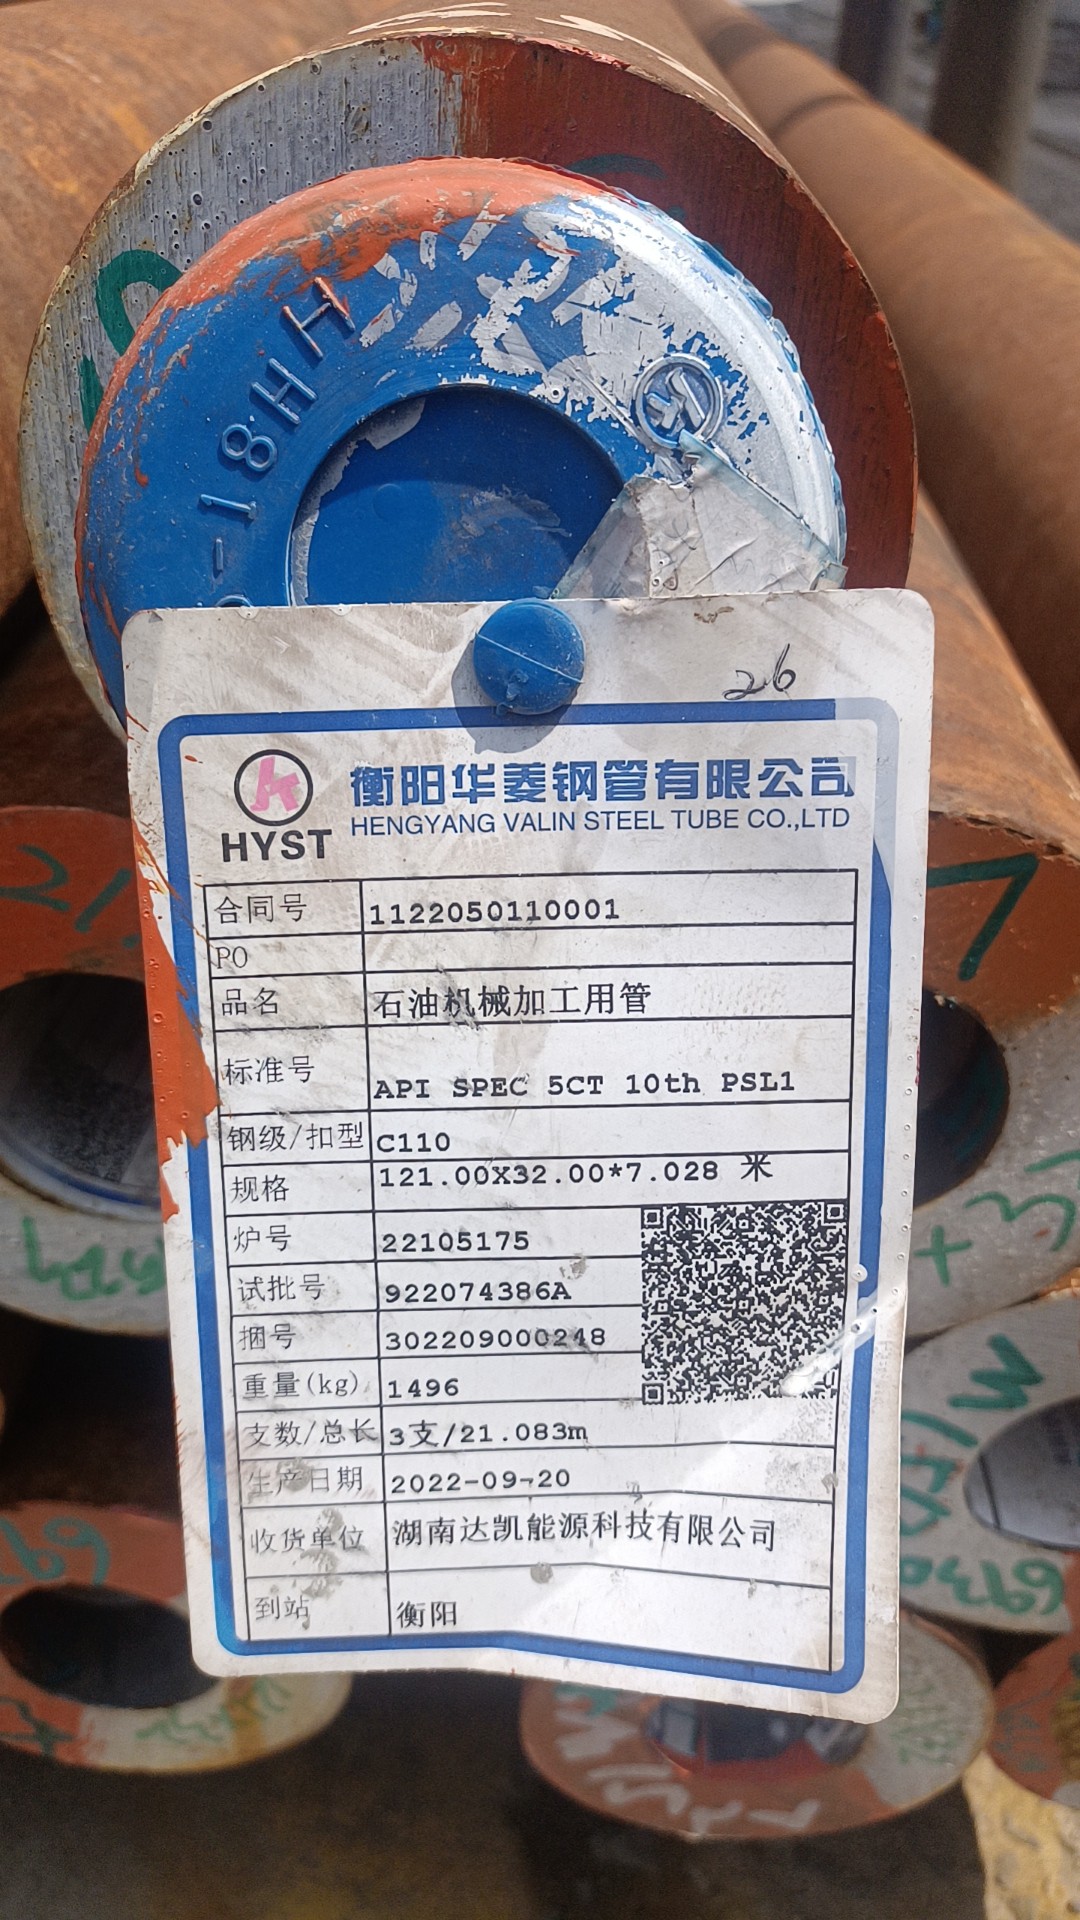 -18HH
26
HYST
衡阳华菱钢管有限公司
HENGYANG VALIN STEEL TUBE CO.,LTD
合同号 1122050110001
PO
品名 石油机械加工用管
标准号 API SPEC 5CT 10th PSL1
钢级/扣型 C110
规格 121.00X32.00*7.028 米
炉号 22105175
试批号 922074386A
捆号 302209000248
重量(kg) 1496
支数/总长 3支/21.083m
生产日期 2022-09-20
收货单位 湖南达凯能源科技有限公司
到站 衡阳